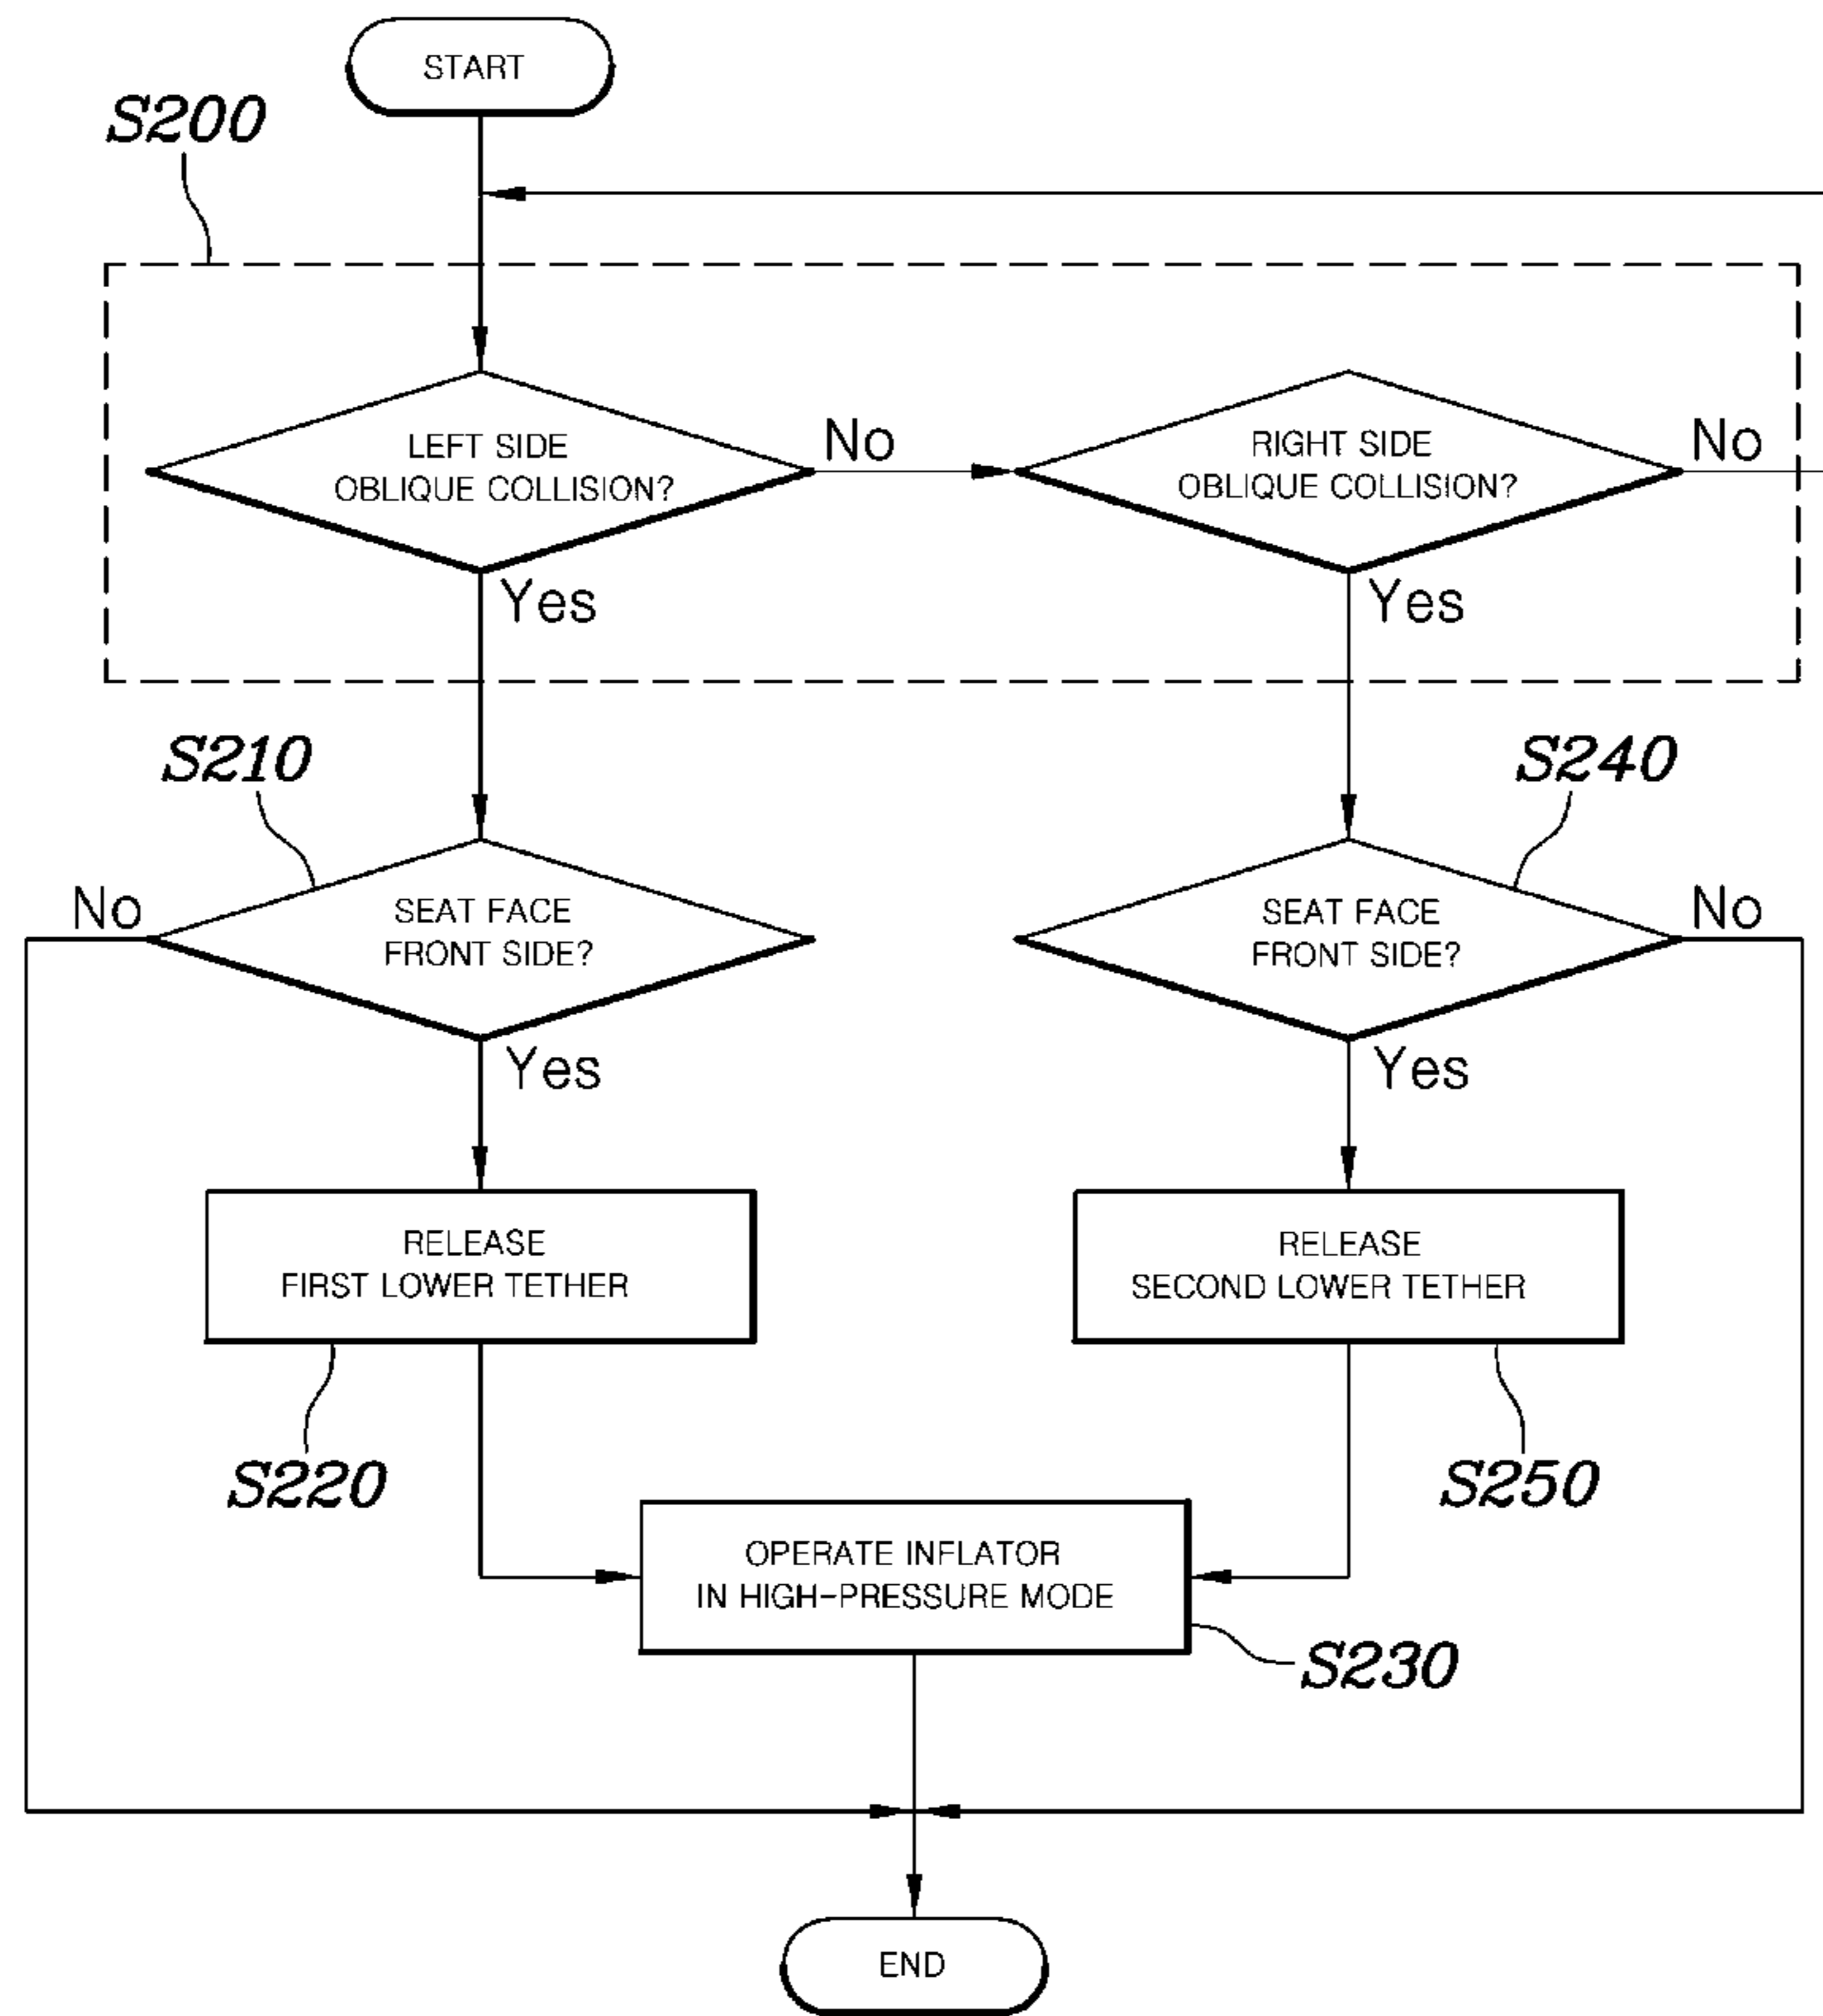 START
S200
LEFT SIDE
OBLIQUE COLLISION?
No
RIGHT SIDE
OBLIQUE COLLISION?
No
Yes
Yes
S210
S240
No
SEAT FACE
FRONT SIDE?
SEAT FACE
FRONT SIDE?
No
Yes
Yes
RELEASE
FIRST LOWER TETHER
RELEASE
SECOND LOWER TETHER
S220
S250
OPERATE INFLATOR
IN HIGH-PRESSURE MODE
S230
END